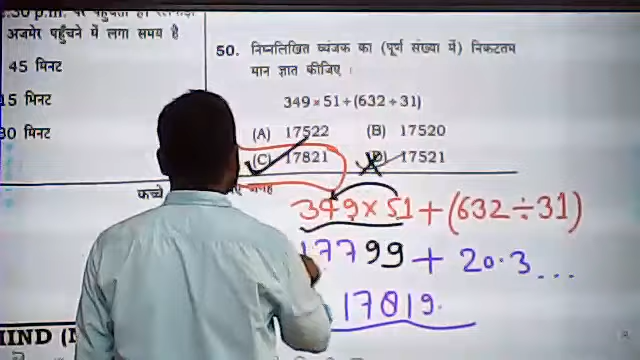 अजमेर पहुँचने में लगा समय है
45 मिनट
15 मिनट
30 मिनट
50. निम्नलिखित व्यंजक का (पूर्ण संख्या में) निकटतम
मान ज्ञात कीजिए ।
349 × 51 + (632 ÷ 31)
(A) 17522 (B) 17520
(C) 17821 (D) 17521
कच्चे
349 × 51 + (632 ÷ 31)
17799 + 20.3...
17819.